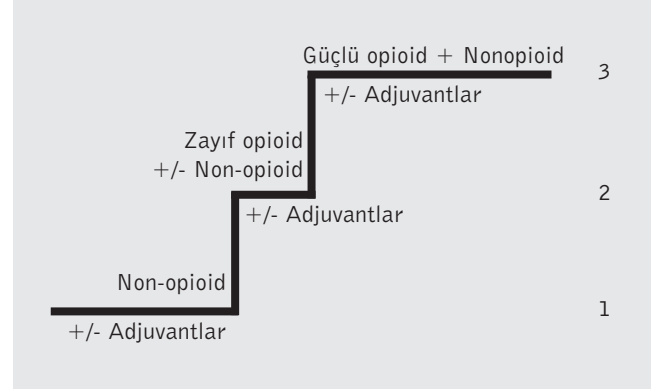 Güçlü opioid + Nonopioid
3
+/- Adjuvantlar
Zayıf opioid
+/- Non-opioid
2
+/- Adjuvantlar
Non-opioid
1
+/- Adjuvantlar